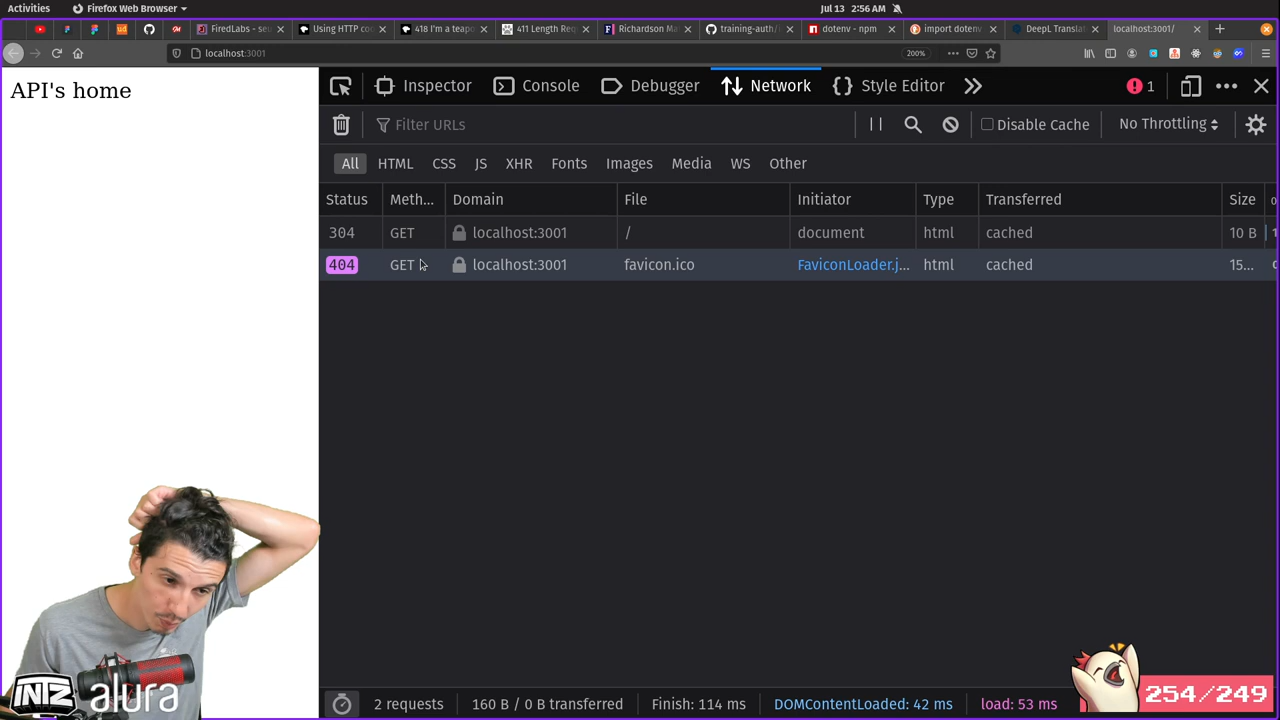 Activities
Firefox Web Browser
Jul 13 2:56 AM
FiredLabs - se
Using HTTP co
418 I'm a teapo
411 Length Re
Richardson Ma
training-auth/
dotenv - npm
import dotenv
DeepL Transla
localhost:3001/
localhost:3001
200%
API's home
Inspector
Console
Debugger
Network
Style Editor
1
Filter URLs
Disable Cache
No Throttling
All
HTML
CSS
JS
XHR
Fonts
Images
Media
WS
Other
Status
Meth...
Domain
File
Initiator
Type
Transferred
Size
304
GET
localhost:3001
/
document
html
cached
10 B
404
GET
localhost:3001
favicon.ico
FaviconLoader.j...
html
cached
15...
INTZ
alura
2 requests
/ 0 B transferred
Finish: 114 m
DOMContentLoaded: 42 ms
load: 53 ms
254/249